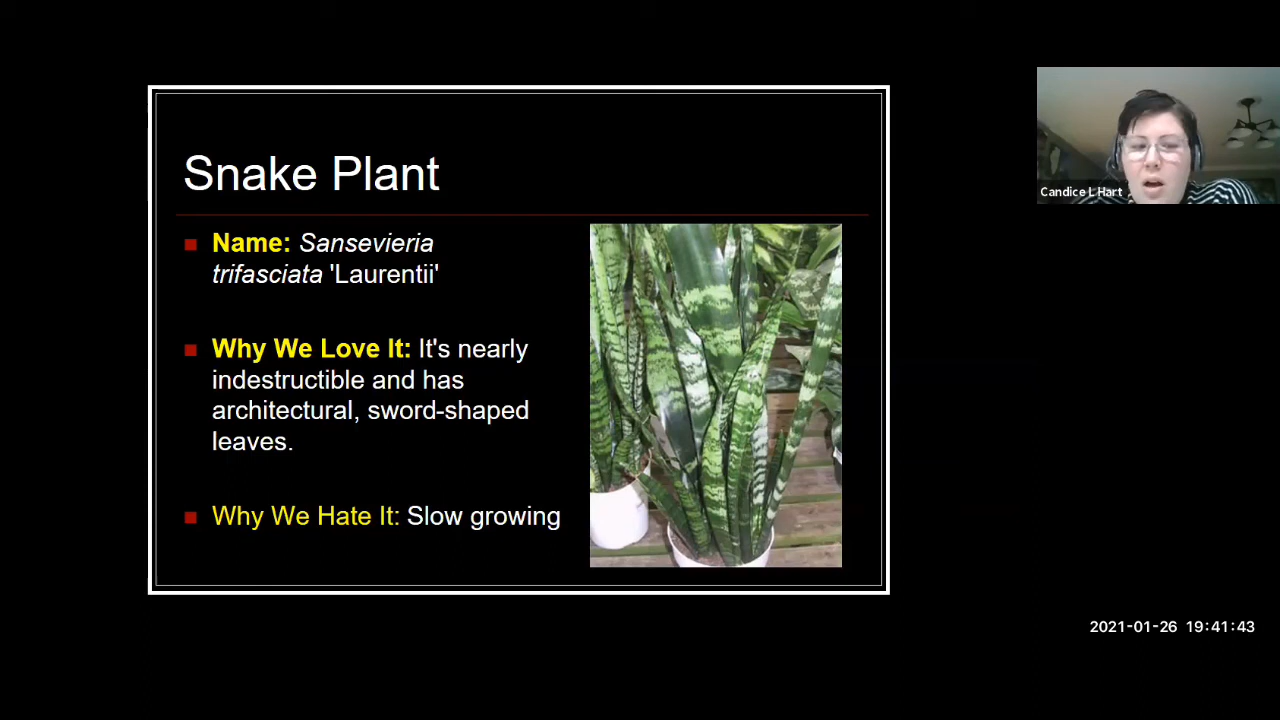 Snake Plant
Name: Sansevieria
trifasciata 'Laurentii'
Why We Love It: It's nearly
indestructible and has
architectural, sword-shaped
leaves.
Why We Hate It: Slow growing
Candice L Hart
2021-01-26 19:41:43